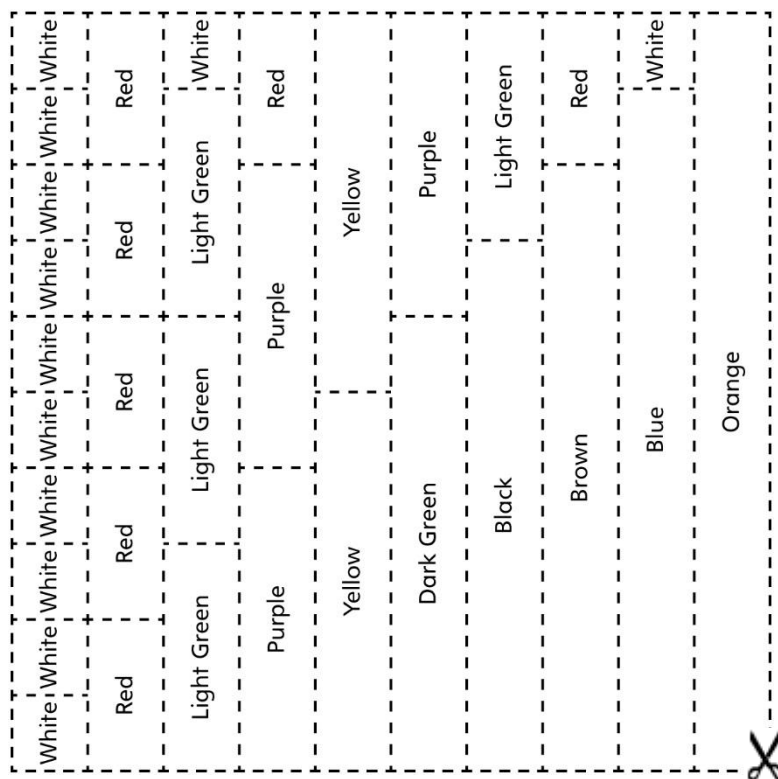 White White White White White White White White White White
Red Red Red Red Red
Light Green Light Green Light Green White
Purple Purple Red
Yellow Yellow
Dark Green Purple
Black Light Green
Brown Red
Blue White
Orange